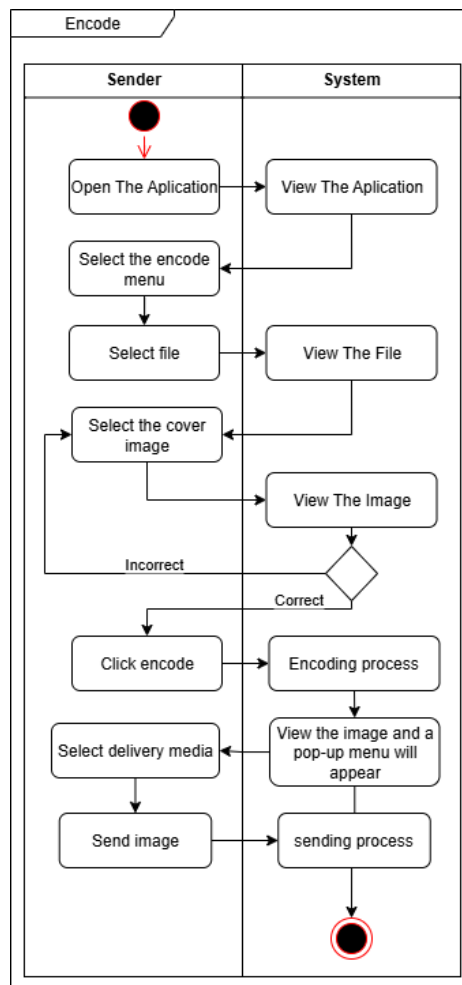 Encode
Sender
System
Open The Aplication
View The Aplication
Select the encode
menu
Select file
View The File
Select the cover
image
View The Image
Incorrect
Correct
Click encode
Encoding process
View the image and a
pop-up menu will
appear
Select delivery media
Send image
sending process